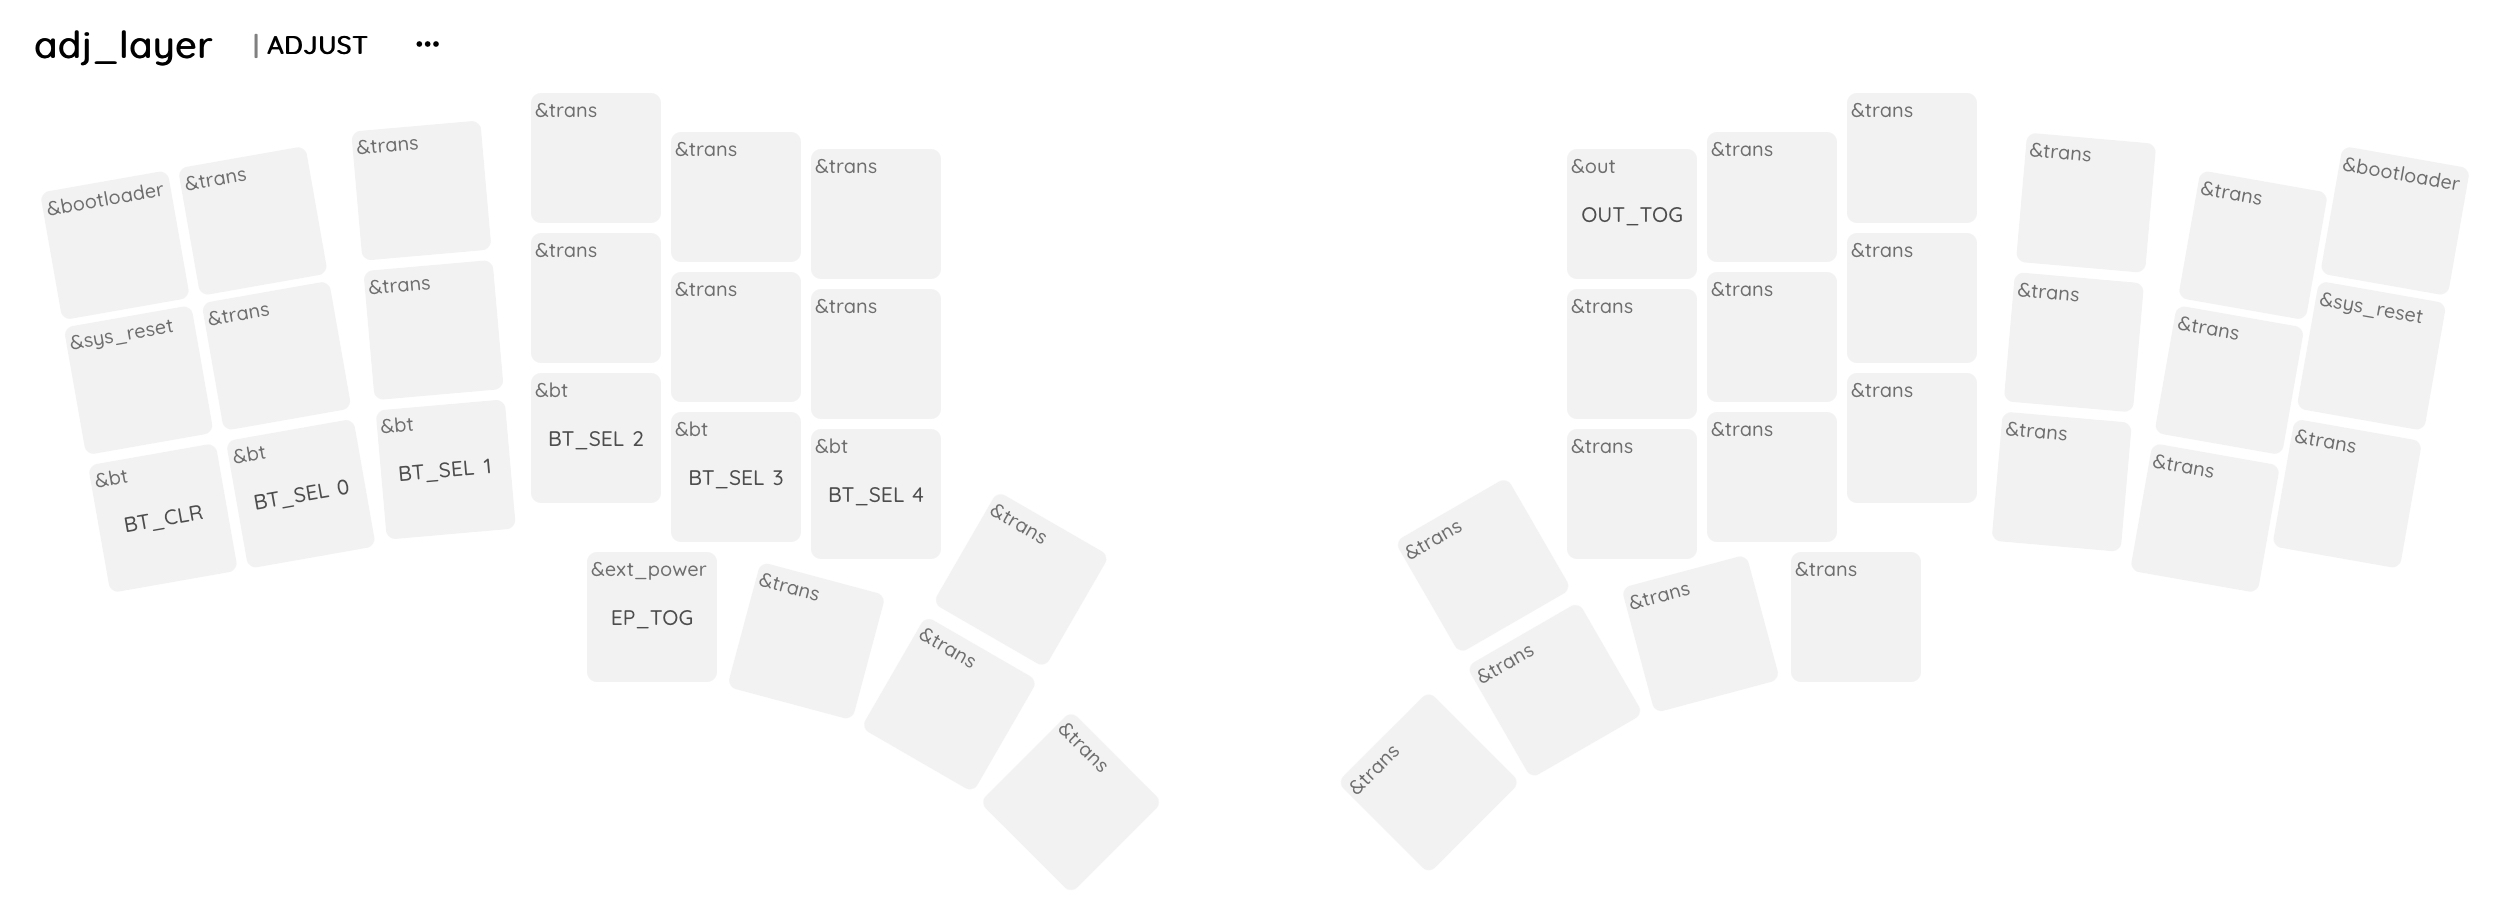 adj_layer | ADJUST •••
&bootloader &trans &trans &trans &trans &trans
&out &trans &trans &trans &trans &bootloader
OUT_TOG
&sys_reset &trans &trans &trans &trans &trans
&trans &trans &trans &trans &trans &sys_reset
&bt &bt &bt &bt &bt &bt
BT_CLR BT_SEL 0 BT_SEL 1 BT_SEL 2 BT_SEL 3 BT_SEL 4
&trans &trans &trans &trans &trans &trans
&trans &trans
&ext_power &trans &trans &trans
EP_TOG
&trans &trans &trans &trans